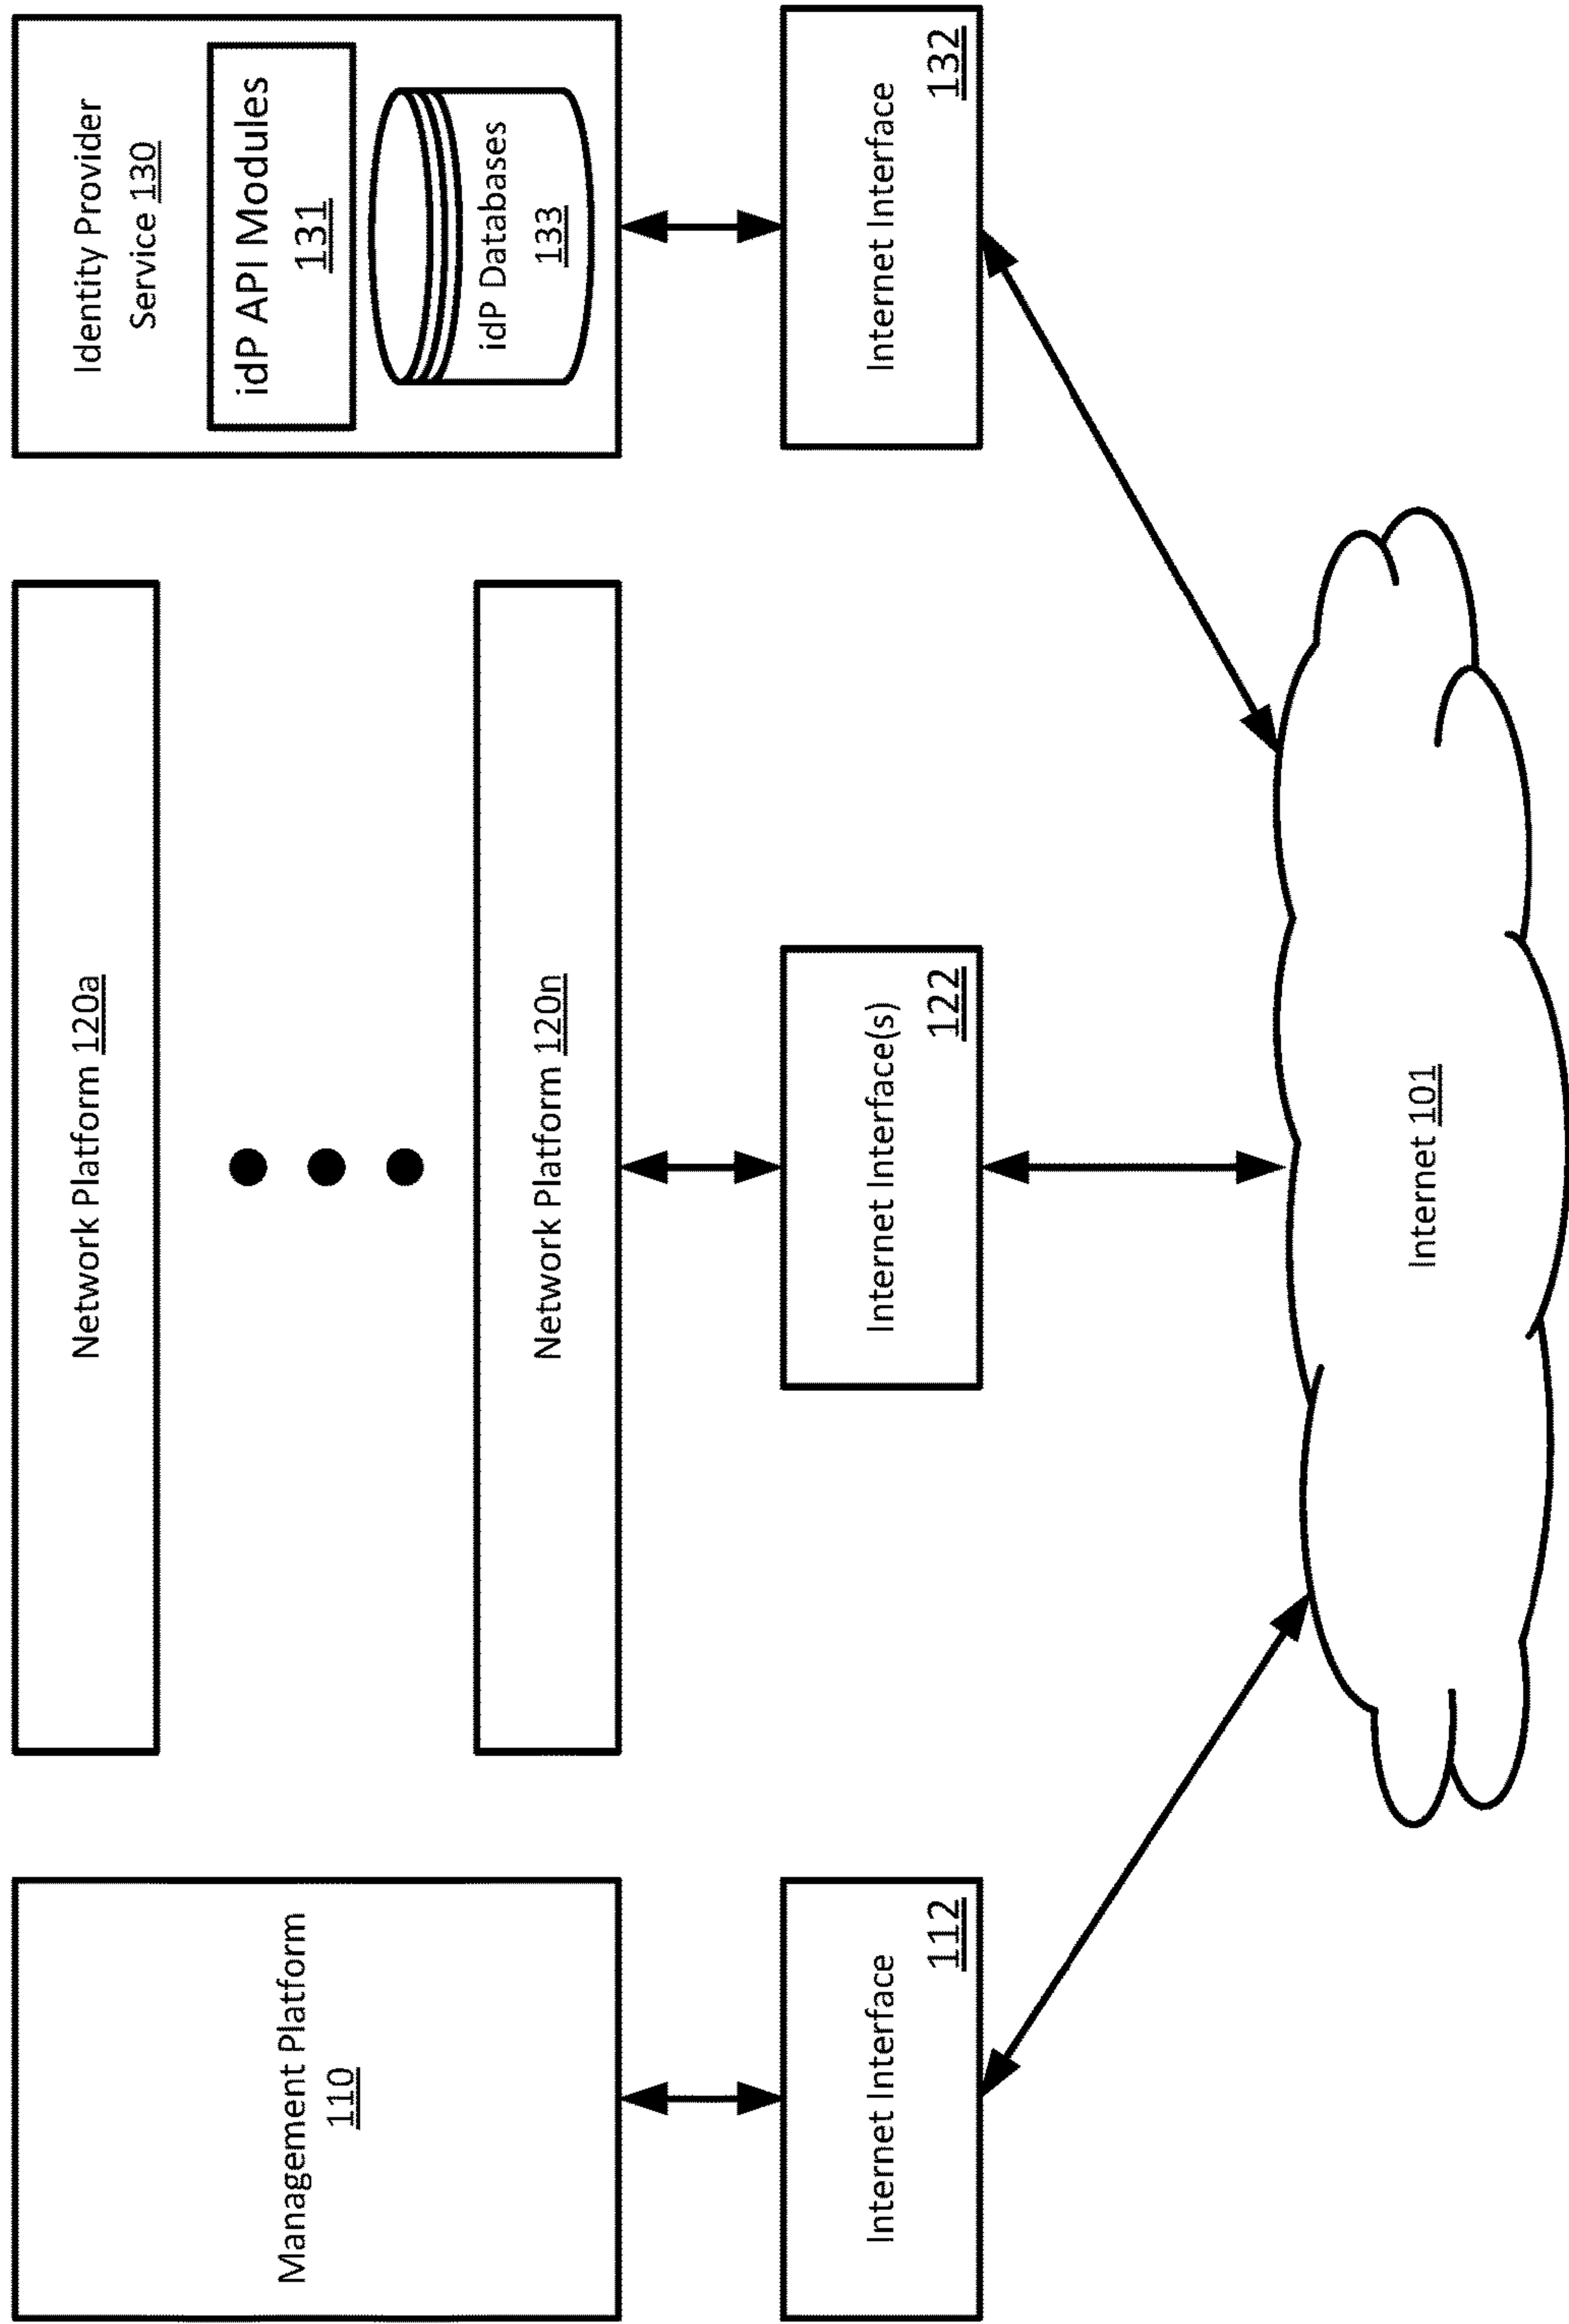 Management Platform
110
Network Platform 120a
Network Platform 120n
Identity Provider
Service 130
idP API Modules
131
idP Databases
133
Internet Interface
112
Internet Interface(s)
122
Internet Interface
132
Internet 101